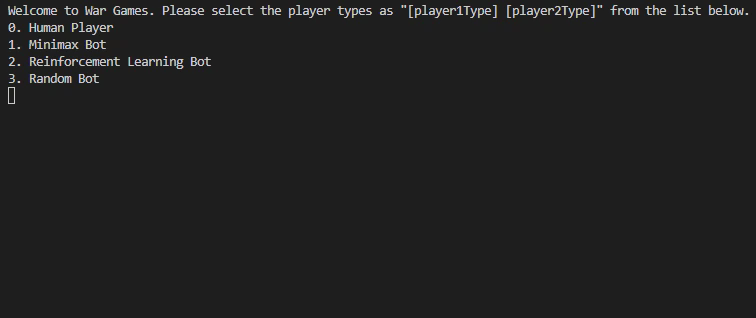 Welcome to War Games. Please select the player types as "[player1Type] [player2Type]" from the list below.
0. Human Player
1. Minimax Bot
2. Reinforcement Learning Bot
3. Random Bot